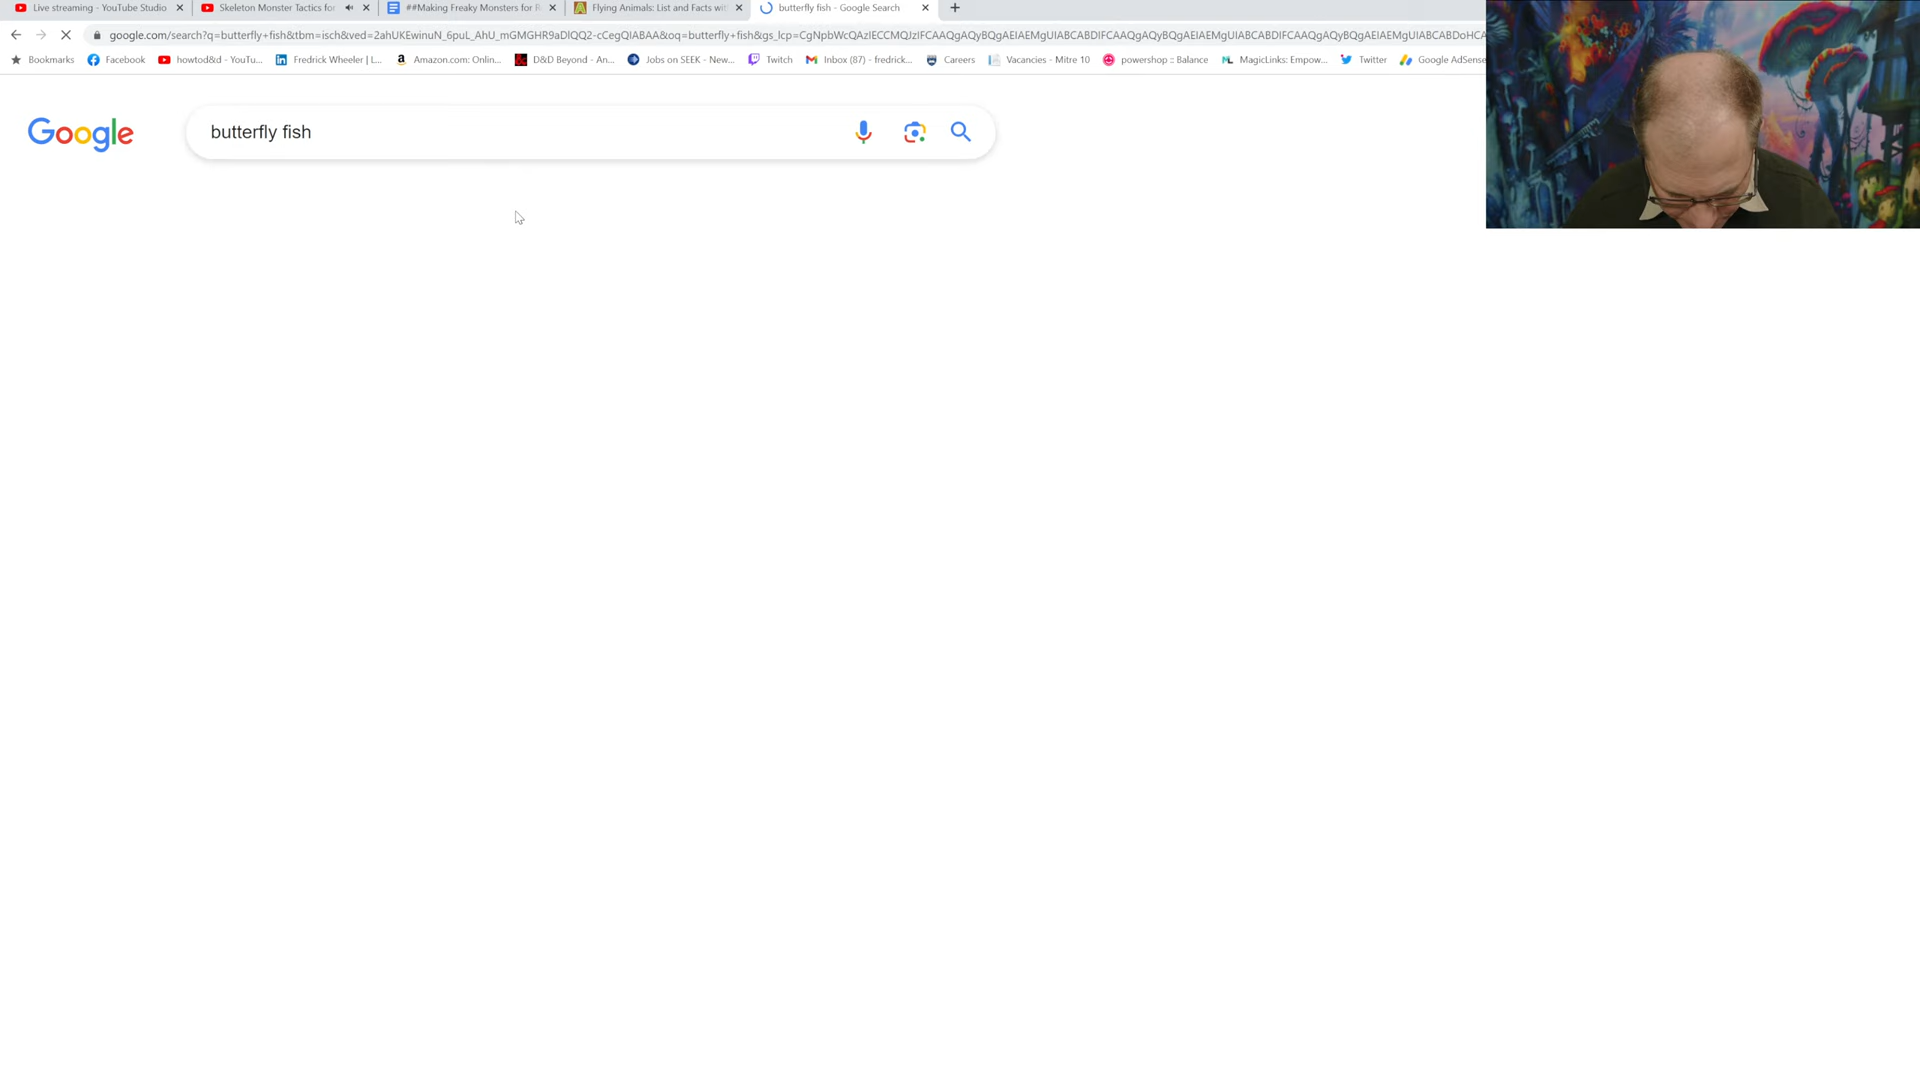 Live streaming - YouTube Studio
Skeleton Monster Tactics for
##Making Freaky Monsters for R
Flying Animals: List and Facts wit
butterfly fish - Google Search
google.com/search?q=butterfly+fish&tbm=isch&ved=2ahUKEwinuN_6puL_AhU_mGMGHR9aDlQQ2-cCegQIABAA&oq=butterfly+fish&gs_lcp=CgNpbWcQAzIECCMQJzIFCAAQgAQyBQgAEIAEMgUIABCABDIFCAAQgAQyBQgAEIAEMgUIABCABDIFCAAQgAQyBQgAEIAEMgUIABCABDoHCA
Bookmarks Facebook howtod&d - YouTu... Fredrick Wheeler | L... Amazon.com: Onlin... D&D Beyond - An... Jobs on SEEK - New... Twitch Inbox (87) - fredrick... Careers Vacancies - Mitre 10 powershop :: Balance MagicLinks: Empow... Twitter Google AdSense
Google
butterfly fish